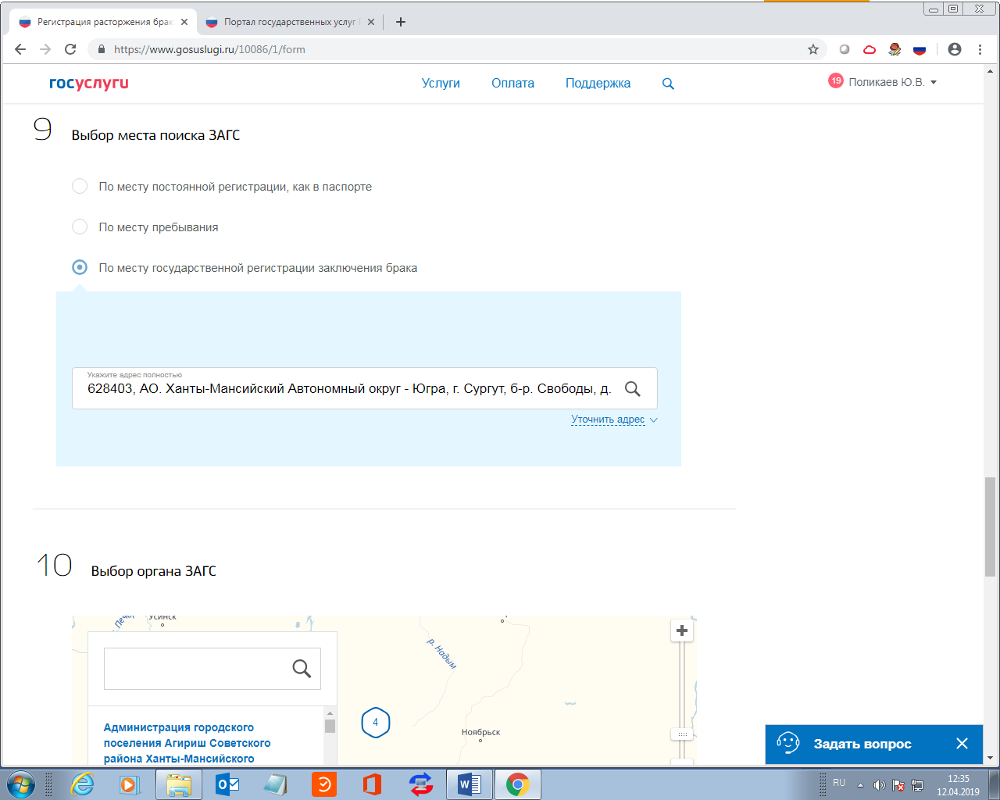 Регистрация расторжения брак
Портал государственных услуг
https://www.gosuslugi.ru/10086/1/form
госуслуги
Услуги
Оплата
Поддержка
19
Поликаев Ю.В.
9
Выбор места поиска ЗАГС
По месту постоянной регистрации, как в паспорте
По месту пребывания
По месту государственной регистрации заключения брака
Укажите адрес полностью
628403, АО. Ханты-Мансийский Автономный округ - Югра, г. Сургут, б-р. Свободы, д.
Уточнить адрес
10
Выбор органа ЗАГС
Усинск
р. Надым
4
Ноябрьск
Администрация городского
поселения Агириш Советского
района Ханты-Мансийского
Задать вопрос
RU
12:35
12.04.2019